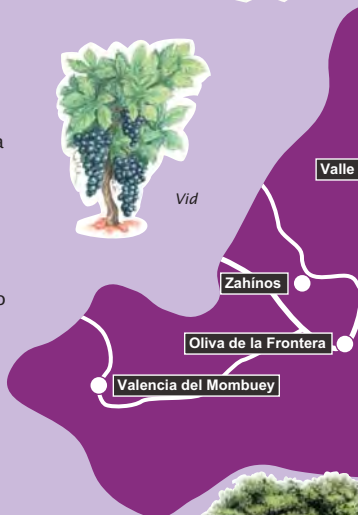 a
Valle
Vid
Zahínos
o
Oliva de la Frontera
Valencia del Mombuey